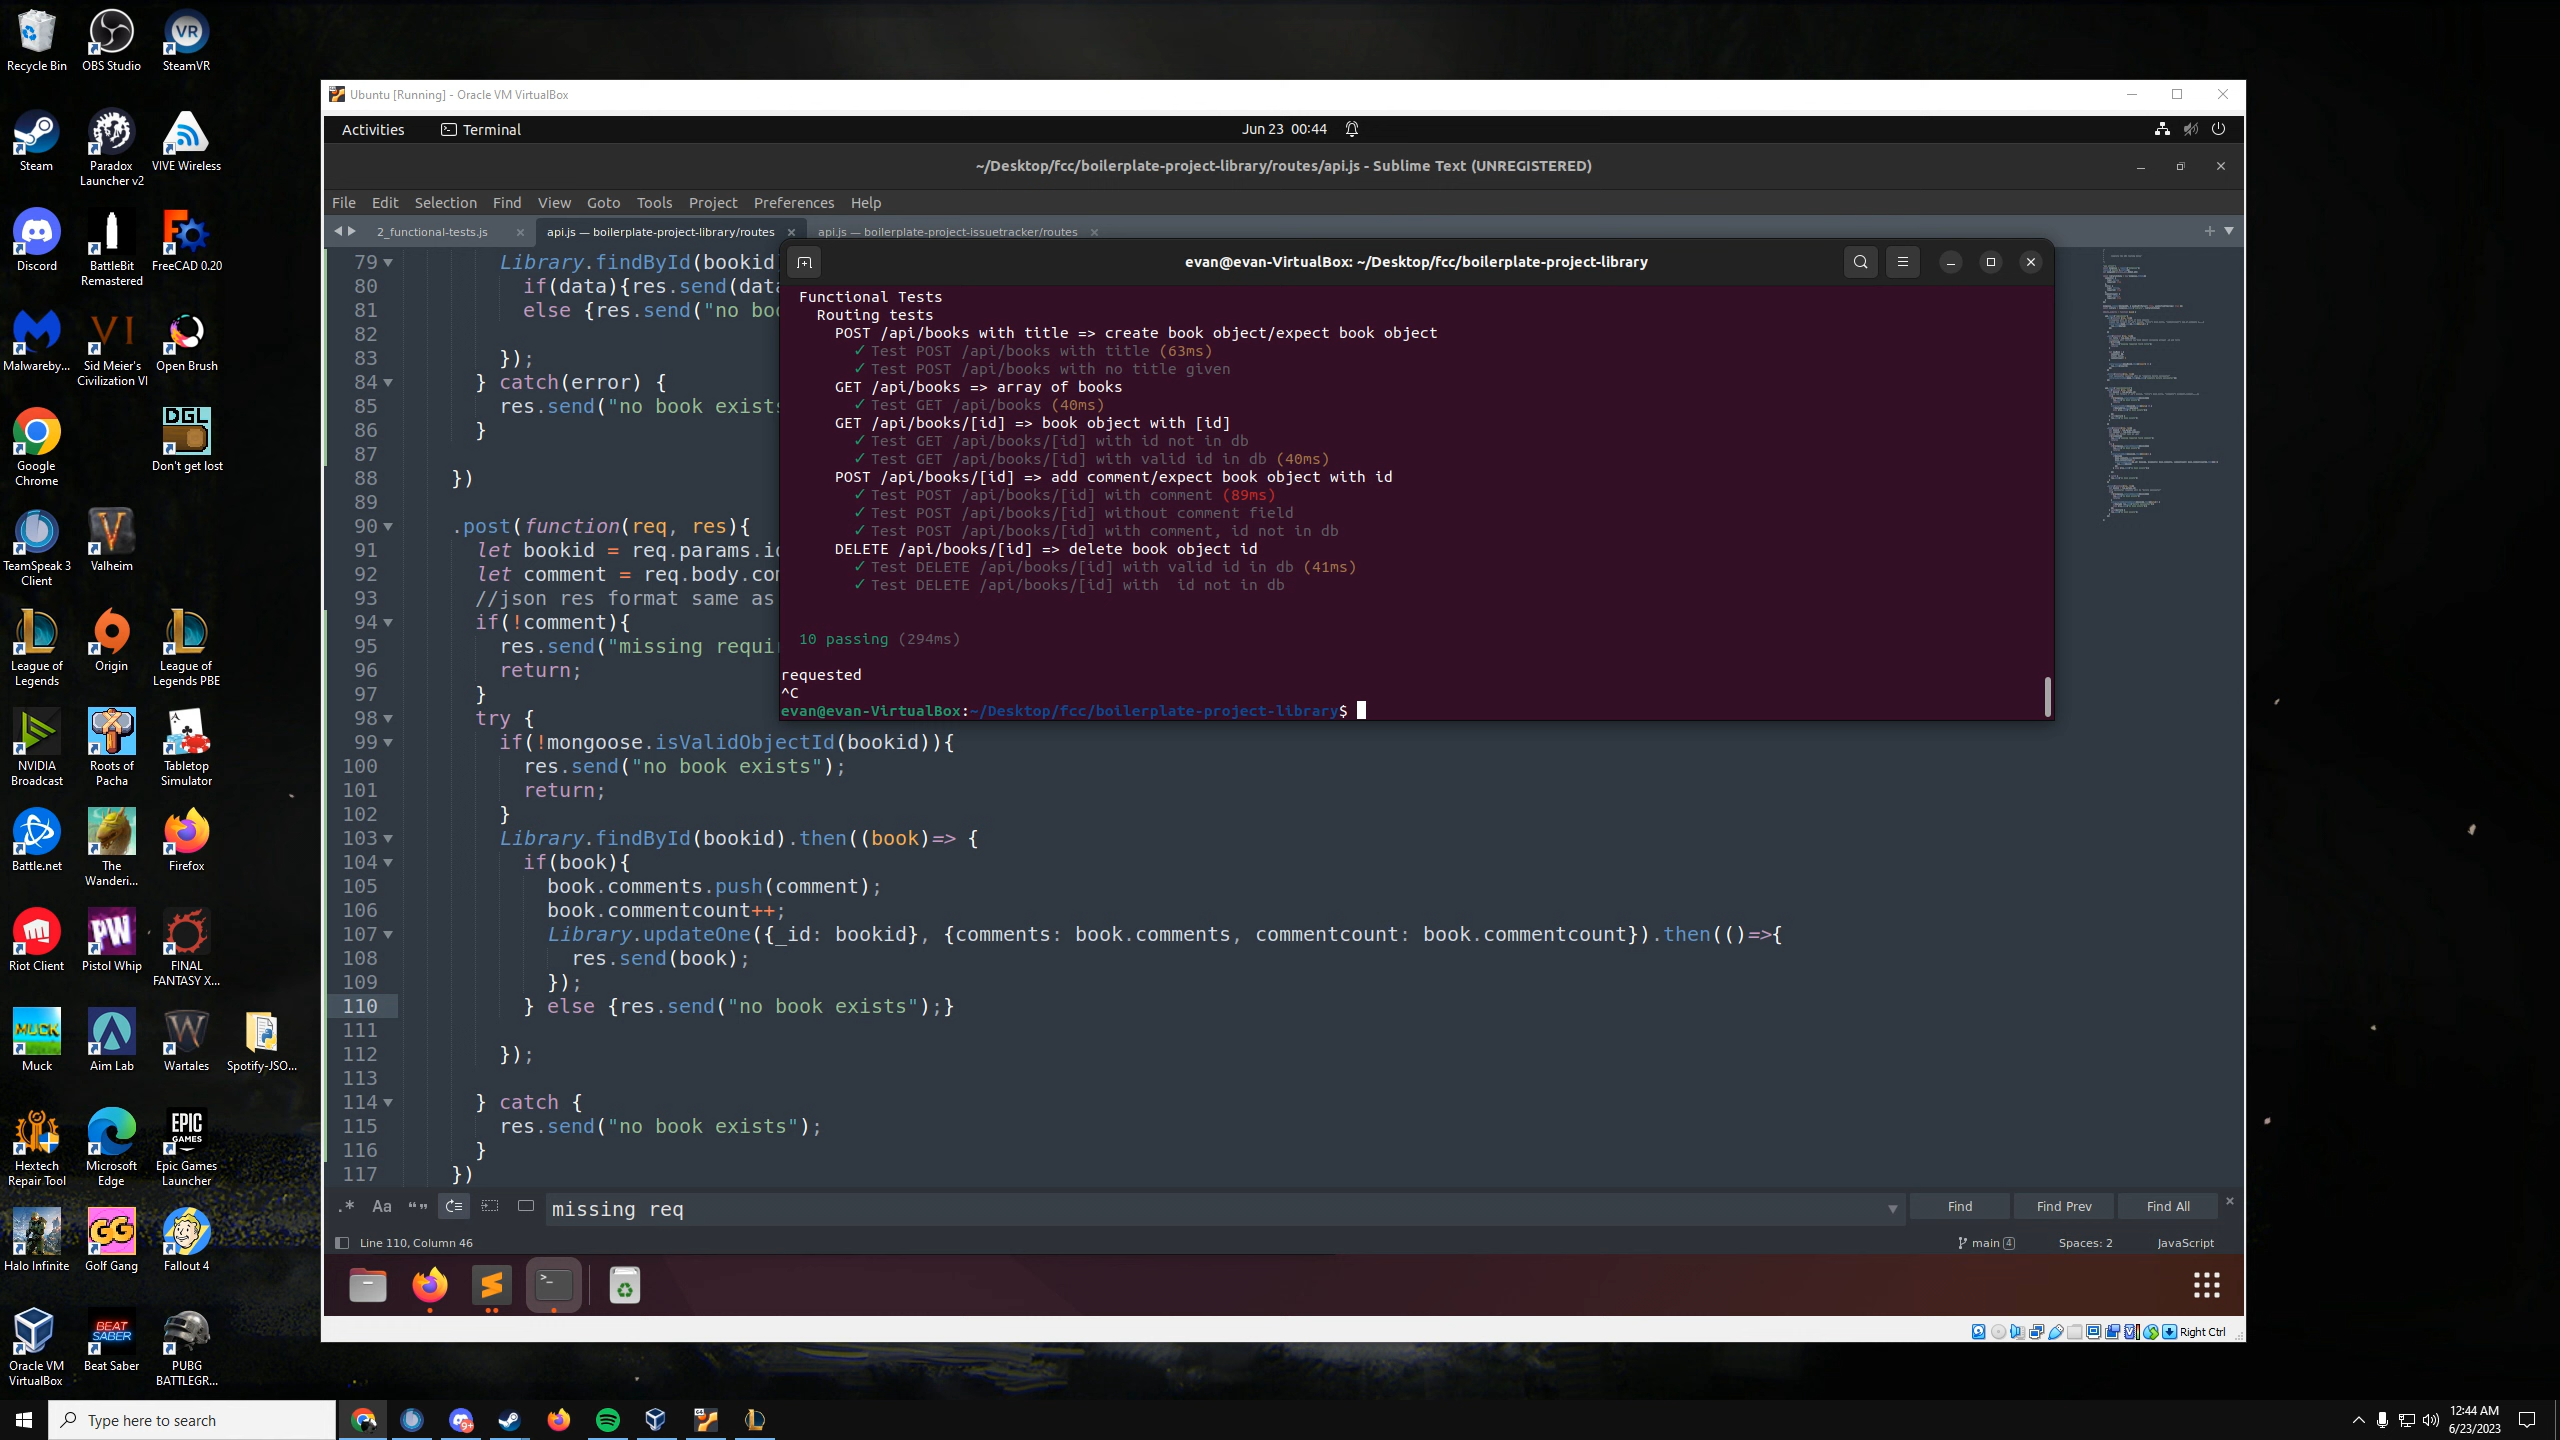 Recycle Bin
OBS Studio
SteamVR
Steam
Paradox Launcher v2
VIVE Wireless
Discord
BattleBit Remastered
FreeCAD 0.20
Malwareby...
Sid Meier's Civilization VI
Open Brush
Google Chrome
DGL
Don't get lost
TeamSpeak 3 Client
Valheim
League of Legends
Origin
League of Legends PBE
NVIDIA Broadcast
Roots of Pacha
Tabletop Simulator
Battle.net
The Wanderi...
Firefox
Riot Client
PW
Pistol Whip
FINAL FANTASY X...
MUCK
Muck
Aim Lab
Wartales
Spotify-JSO...
Hextech Repair Tool
Microsoft Edge
EPIC GAMES
Epic Games Launcher
Halo Infinite
GG
Golf Gang
Fallout 4
Oracle VM VirtualBox
BEAT SABER
Beat Saber
PUBG BATTLEGR...
Ubuntu [Running] - Oracle VM VirtualBox
Activities
Terminal
Jun 23 00:44
~/Desktop/fcc/boilerplate-project-library/routes/api.js - Sublime Text (UNREGISTERED)
File Edit Selection Find View Goto Tools Project Preferences Help
2_functional-tests.js
api.js — boilerplate-project-library/routes
api.js — boilerplate-project-issuetracker/routes
79 Library.findById(bookid)
80 if(data){res.send(data
81 else {res.send("no boo
82
83 });
84 } catch(error) {
85 res.send("no book exists
86 }
87
88 })
89
90 .post(function(req, res){
91 let bookid = req.params.id
92 let comment = req.body.com
93 //json res format same as
94 if(!comment){
95 res.send("missing requir
96 return;
97 }
98 try {
99 if(!mongoose.isValidObjectId(bookid)){
100 res.send("no book exists");
101 return;
102 }
103 Library.findById(bookid).then((book)=> {
104 if(book){
105 book.comments.push(comment);
106 book.commentcount++;
107 Library.updateOne({_id: bookid}, {comments: book.comments, commentcount: book.commentcount}).then(()=>{
108 res.send(book);
109 });
110 } else {res.send("no book exists");}
111
112 });
113
114 } catch {
115 res.send("no book exists");
116 }
117 })
evan@evan-VirtualBox: ~/Desktop/fcc/boilerplate-project-library
Functional Tests
Routing tests
POST /api/books with title => create book object/expect book object
✓ Test POST /api/books with title (63ms)
✓ Test POST /api/books with no title given
GET /api/books => array of books
✓ Test GET /api/books (40ms)
GET /api/books/[id] => book object with [id]
✓ Test GET /api/books/[id] with id not in db
✓ Test GET /api/books/[id] with valid id in db (40ms)
POST /api/books/[id] => add comment/expect book object with id
✓ Test POST /api/books/[id] with comment (89ms)
✓ Test POST /api/books/[id] without comment field
✓ Test POST /api/books/[id] with comment, id not in db
DELETE /api/books/[id] => delete book object id
✓ Test DELETE /api/books/[id] with valid id in db (41ms)
✓ Test DELETE /api/books/[id] with  id not in db
10 passing (294ms)
requested
^C
evan@evan-VirtualBox:~/Desktop/fcc/boilerplate-project-library$
.* Aa “”
missing req
Find
Find Prev
Find All
Line 110, Column 46
main 4
Spaces: 2
JavaScript
Right Ctrl
Type here to search
9+
12:44 AM
6/23/2023